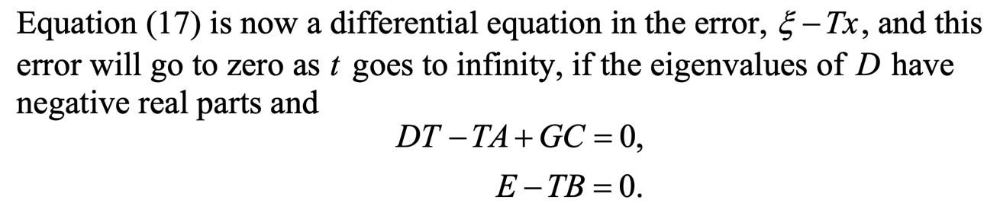 Equation (17) is now a differential equation in the error, ξ – Tx, and this
error will go to zero as t goes to infinity, if the eigenvalues of D have
negative real parts and
DT – TA + GC = 0,
E – TB = 0.